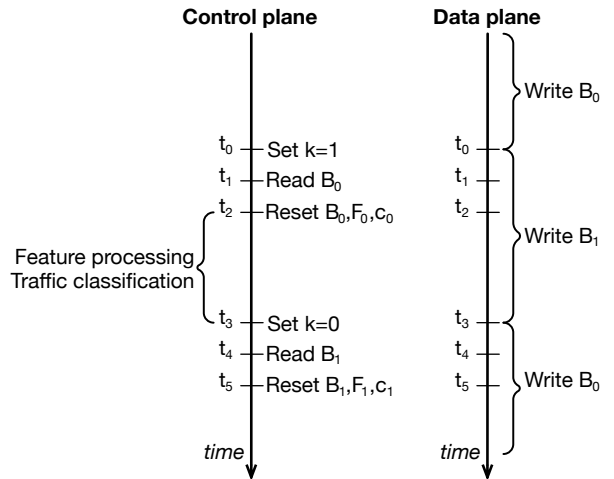 Control plane
Data plane
Write B₀
t₀ Set k=1
t₀
t₁ Read B₀
t₁
t₂ Reset B₀,F₀,c₀
t₂
Feature processing
Traffic classification
Write B₁
t₃ Set k=0
t₃
t₄ Read B₁
t₄
t₅ Reset B₁,F₁,c₁
t₅
Write B₀
time
time